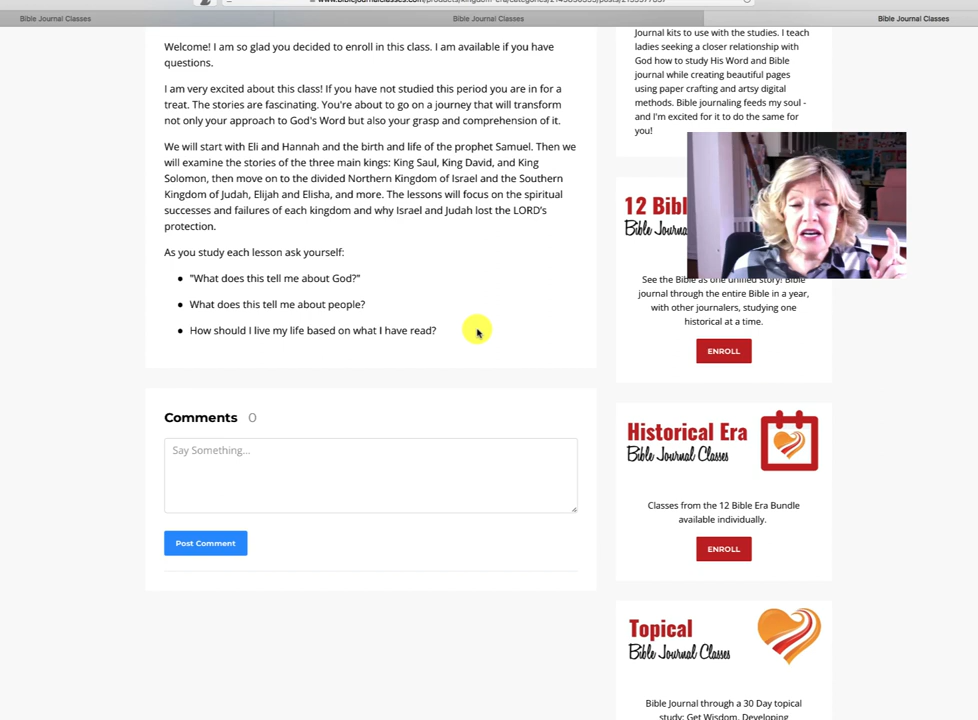 Bible Journal Classes
Bible Journal Classes
Bible Journal Classes
Welcome! I am so glad you decided to enroll in this class. I am available if you have
questions.
I am very excited about this class! If you have not studied this period you are in for a
treat. The stories are fascinating. You're about to go on a journey that will transform
not only your approach to God's Word but also your grasp and comprehension of it.
We will start with Eli and Hannah and the birth and life of the prophet Samuel. Then we
will examine the stories of the three main kings: King Saul, King David, and King
Solomon, then move on to the divided Northern Kingdom of Israel and the Southern
Kingdom of Judah, Elijah and Elisha, and more. The lessons will focus on the spiritual
successes and failures of each kingdom and why Israel and Judah lost the LORD's
protection.
As you study each lesson ask yourself:
• "What does this tell me about God?"
• What does this tell me about people?
• How should I live my life based on what I have read?
Comments 0
Say Something...
Post Comment
Journal kits to use with the studies. I teach
ladies seeking a closer relationship with
God how to study His Word and Bible
journal while creating beautiful pages
using paper crafting and artsy digital
methods. Bible journaling feeds my soul -
and I'm excited for it to do the same for
you!
12 Bibl
Bible Jour
See the Bible as one unified story! Bible
journal through the entire Bible in a year,
with other journalers, studying one
historical at a time.
ENROLL
Historical Era
Bible Journal Classes
Classes from the 12 Bible Era Bundle
available individually.
ENROLL
Topical
Bible Journal Classes
Bible Journal through a 30 Day topical
study: Get Wisdom, Developing